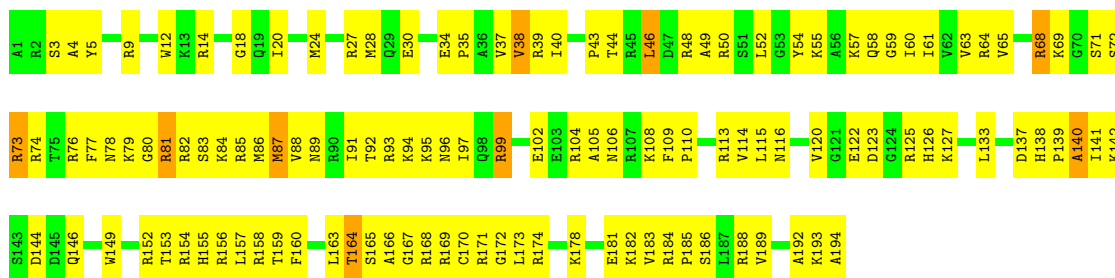 A1 R2 S3 A4 Y5 R9 W12 K13 R14 G18 Q19 I20 M24 R27 M28 Q29 E30 E34 P35 A36 V37 V38 R39 I40 P43 T44 R45 L46 D47 R48 A49 R50 S51 L52 G53 Y54 K55 A56 K57 Q58 G59 I60 I61 V62 V63 R64 V65 R68 K69 G70 S71
R73 R74 T75 R76 F77 N78 K79 G80 R81 R82 S83 K84 R85 M86 M87 V88 N89 R90 I91 T92 R93 K94 K95 N96 I97 Q98 R99 E102 E103 R104 A105 N106 R107 K108 F109 P110 R113 V114 L115 N116 V120 G121 E122 D123 G124 R125 H126 K127 L133 D137 H138 P139 A140 I141
S143 D144 D145 Q146 W149 R152 T153 R154 H155 R156 L157 R158 T159 F160 L163 T164 S165 A166 G167 R168 R169 C170 R171 G172 L173 R174 K178 E181 K182 V183 R184 P185 S186 L187 R188 V189 A192 K193 A194